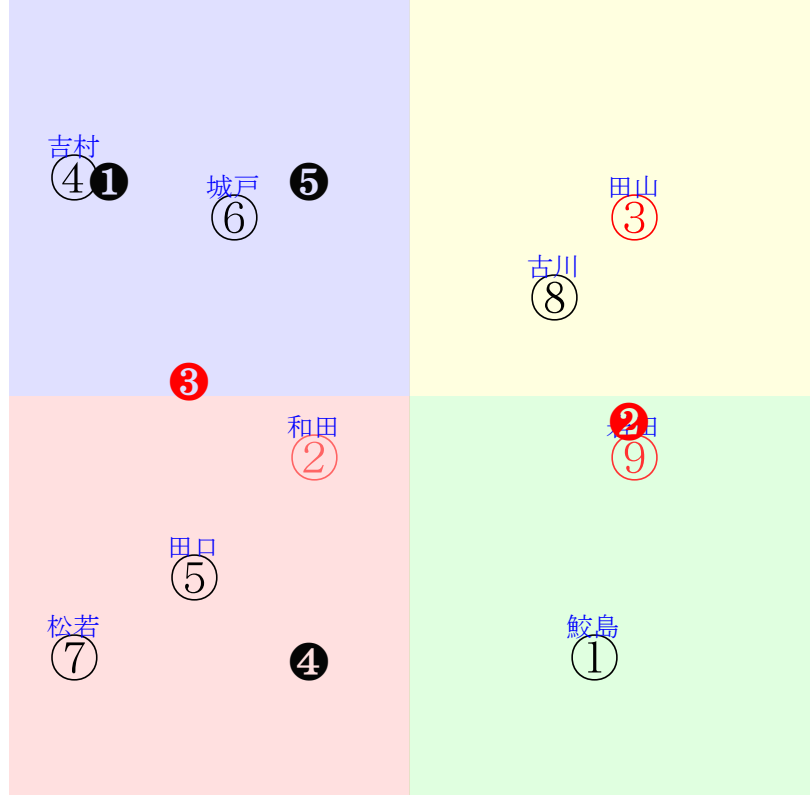 吉村
④❶
城戸
⑥
❺
田山
③
古川
⑧
❸
和田
②
❷
⑨
田口
⑤
松若
⑦
❹
鮫島
①